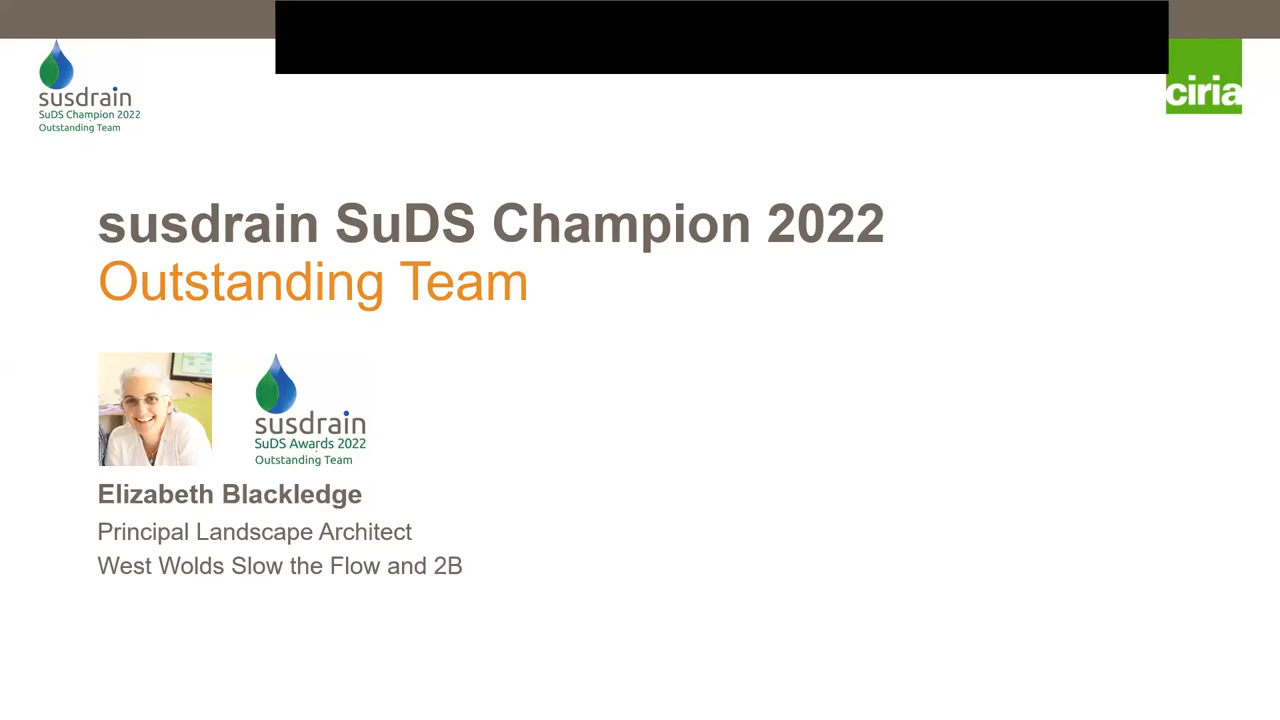 susdrain
SuDS Champion 2022
Outstanding Team
ciria
susdrain SuDS Champion 2022
Outstanding Team
susdrain
SuDS Awards 2022
Outstanding Team
Elizabeth Blackledge
Principal Landscape Architect
West Wolds Slow the Flow and 2B